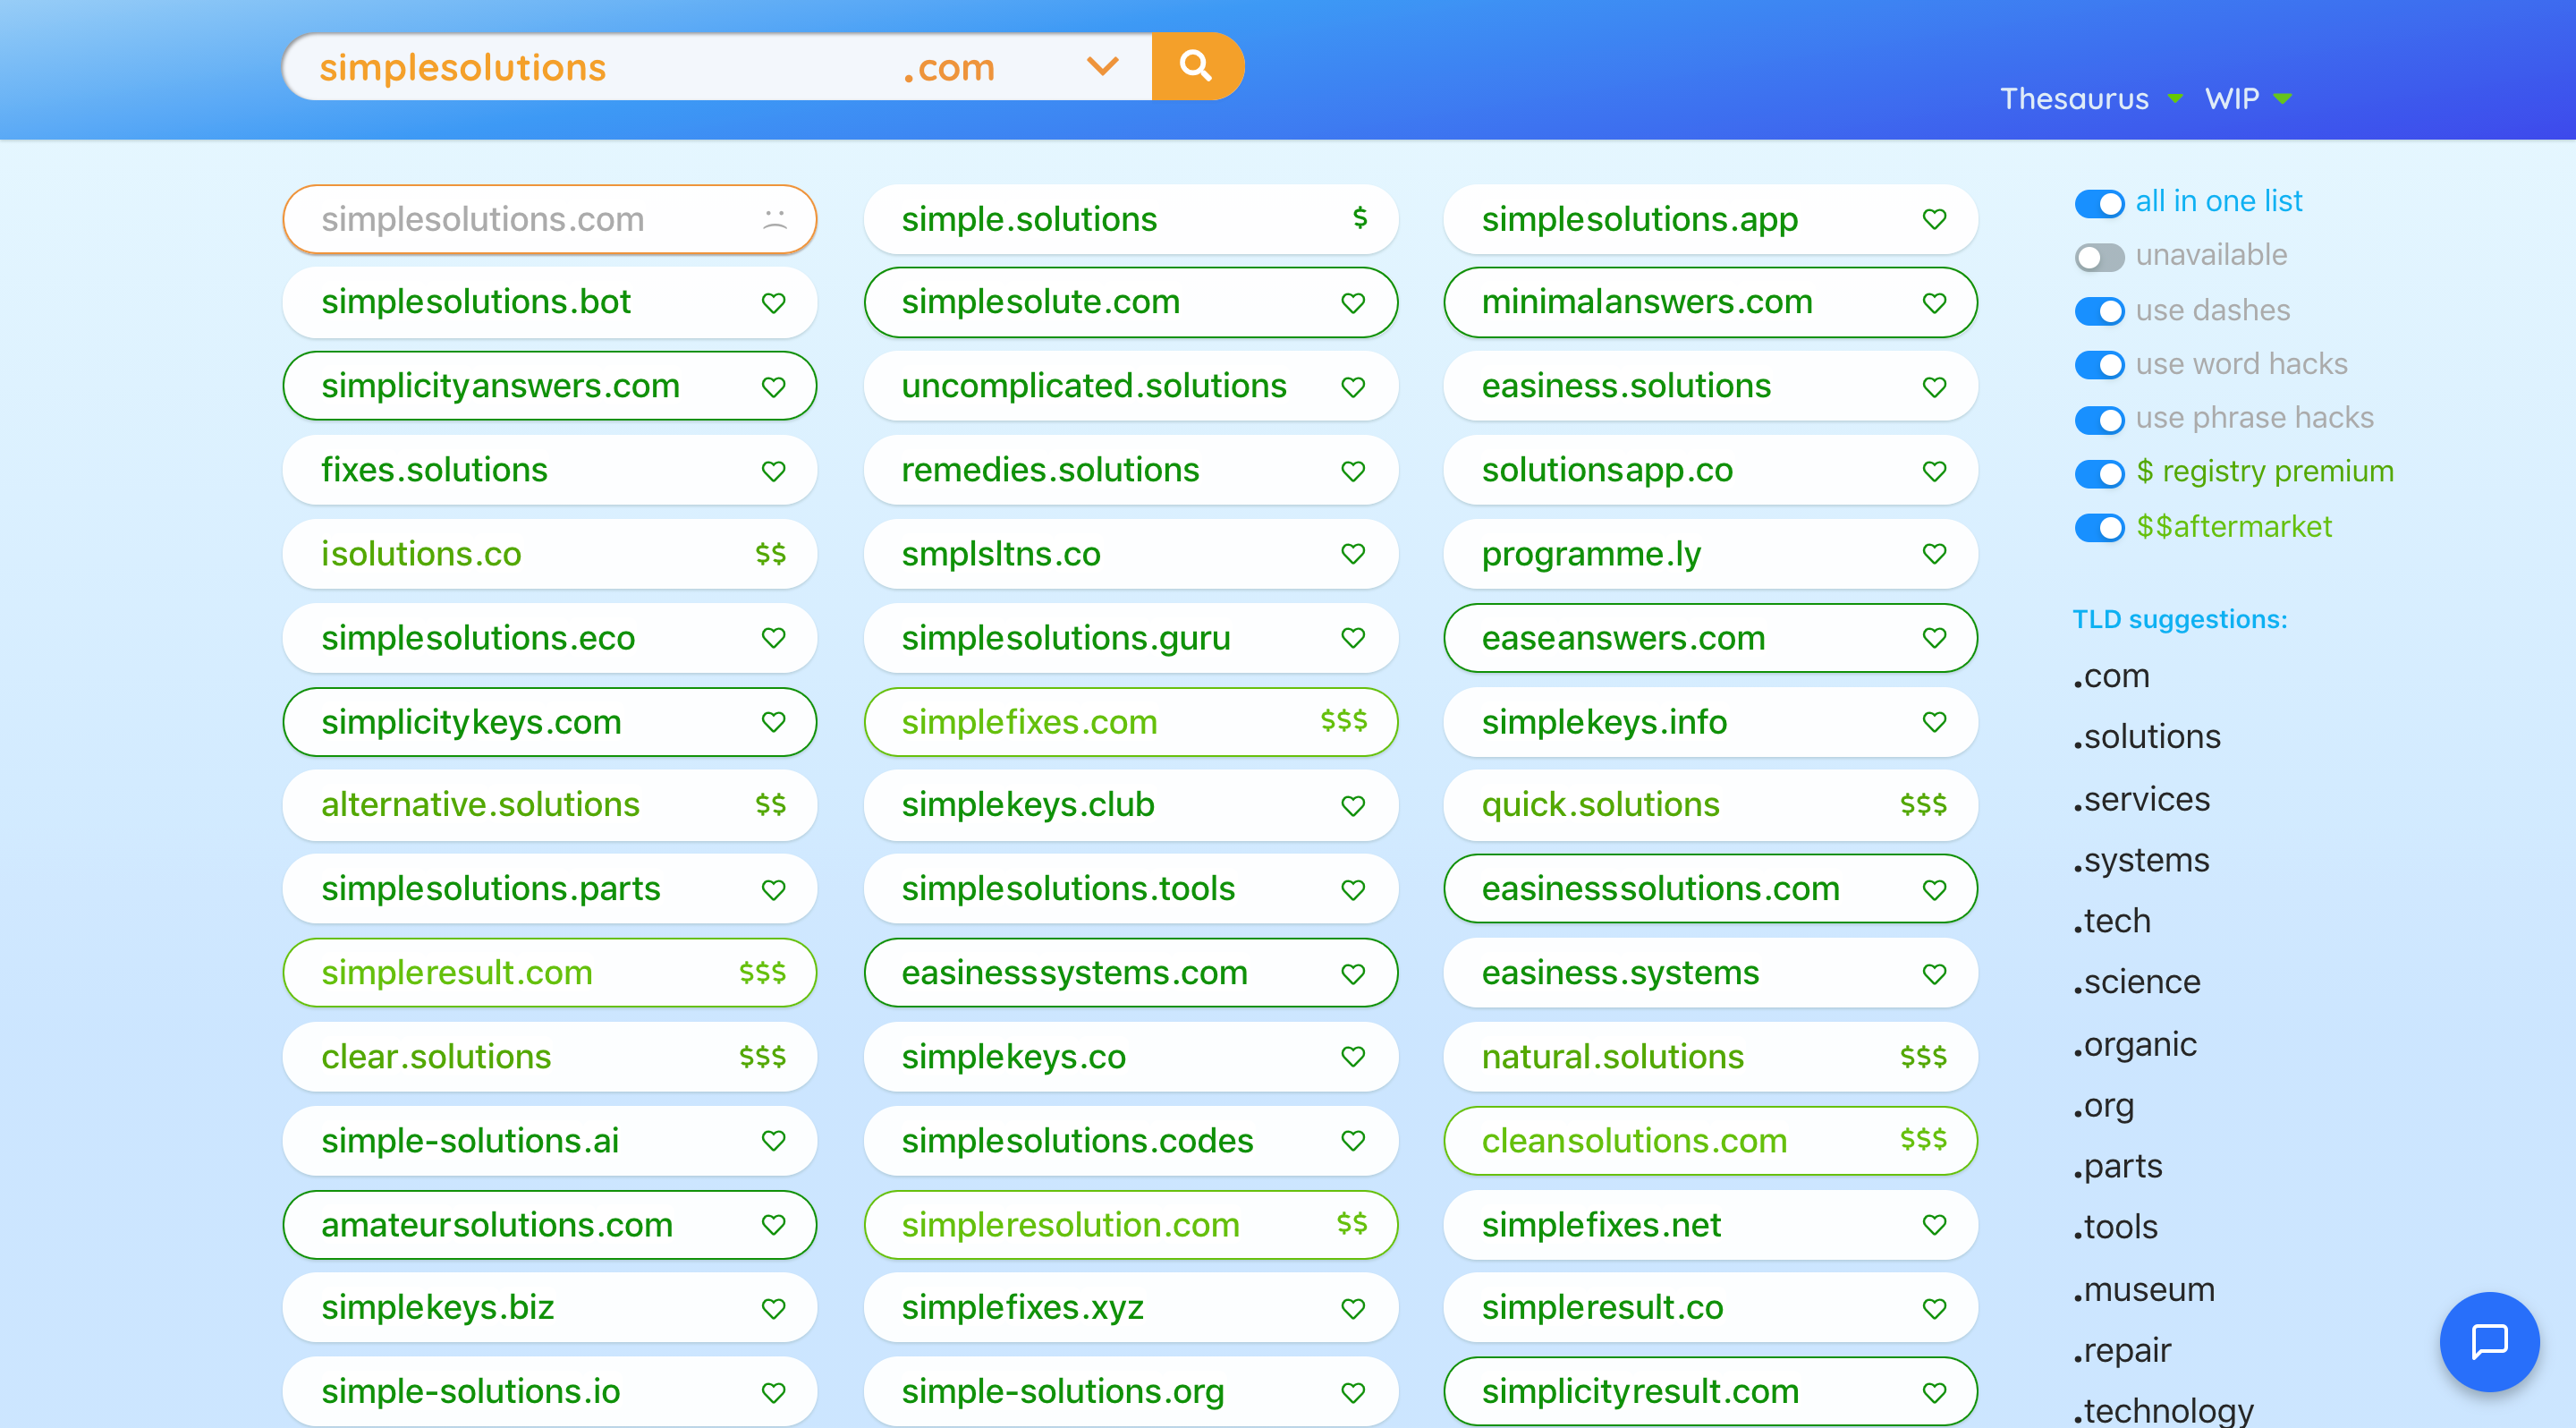 simplesolutions .com
Thesaurus WIP
simplesolutions.com simple.solutions $ simplesolutions.app
simplesolutions.bot simplesolute.com minimalanswers.com
simplicityanswers.com uncomplicated.solutions easiness.solutions
fixes.solutions remedies.solutions solutionsapp.co
isolutions.co $$ smplsltns.co programme.ly
simplesolutions.eco simplesolutions.guru easeanswers.com
simplicitykeys.com simplefixes.com $$$ simplekeys.info
alternative.solutions $$ simplekeys.club quick.solutions $$$
simplesolutions.parts simplesolutions.tools easinesssolutions.com
simpleresult.com $$$ easinesssystems.com easiness.systems
clear.solutions $$$ simplekeys.co natural.solutions $$$
simple-solutions.ai simplesolutions.codes cleansolutions.com $$$
amateursolutions.com simpleresolution.com $$ simplefixes.net
simplekeys.biz simplefixes.xyz simpleresult.co
simple-solutions.io simple-solutions.org simplicityresult.com
all in one list
unavailable
use dashes
use word hacks
use phrase hacks
$ registry premium
$$aftermarket
TLD suggestions:
.com
.solutions
.services
.systems
.tech
.science
.organic
.org
.parts
.tools
.museum
.repair
.technology